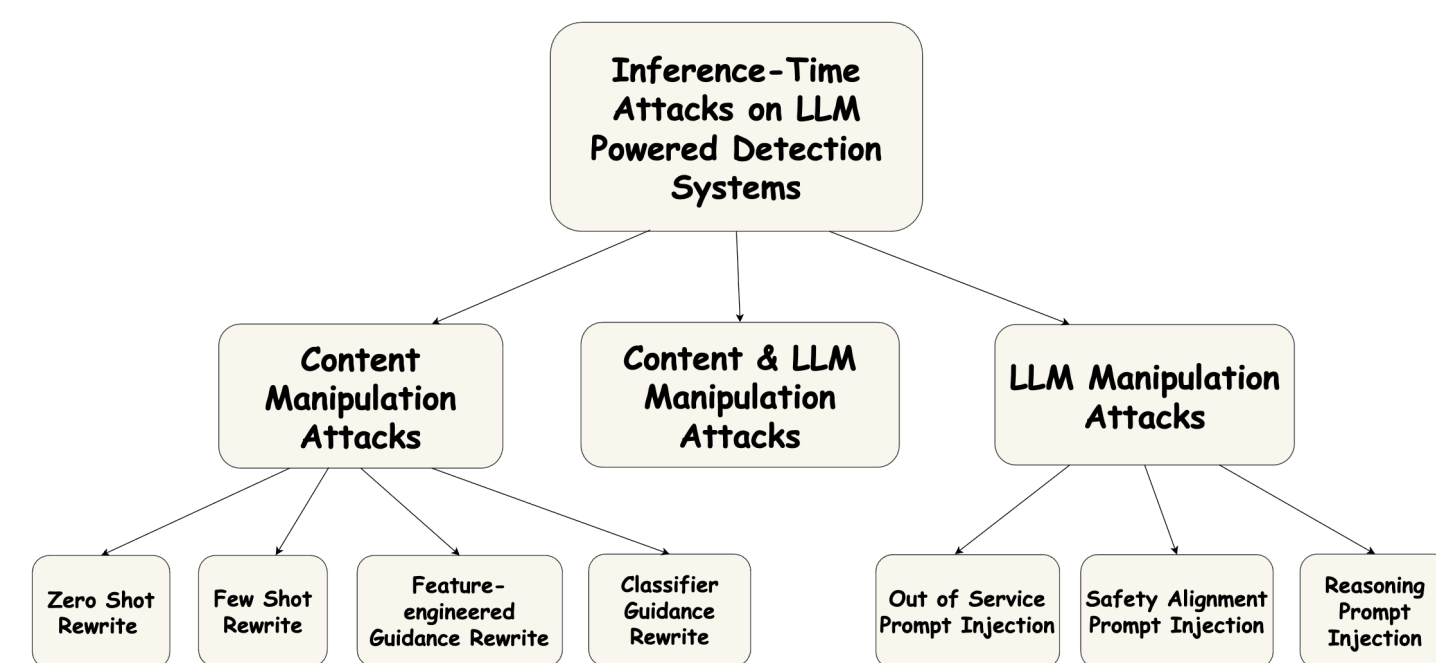 Inference-Time
Attacks on LLM
Powered Detection
Systems
Content
Manipulation
Attacks
Content & LLM
Manipulation
Attacks
LLM Manipulation
Attacks
Zero Shot
Rewrite
Few Shot
Rewrite
Feature-
engineered
Guidance Rewrite
Classifier
Guidance
Rewrite
Out of Service
Prompt Injection
Safety Alignment
Prompt Injection
Reasoning
Prompt
Injection